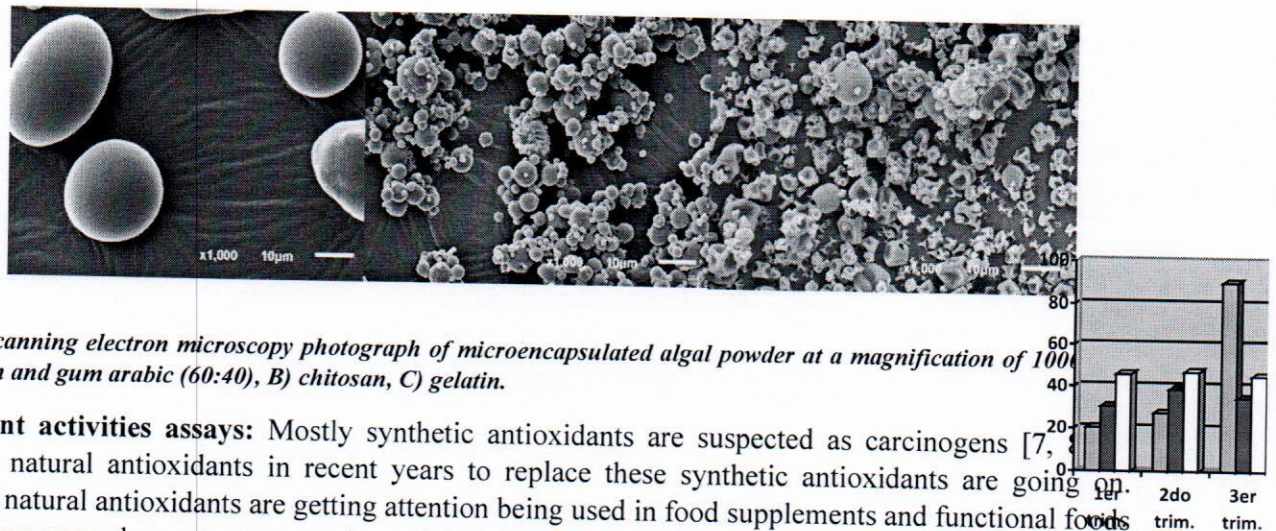 x1,000 10µm
x1,000 10µm
x1,000 10µm
canning electron microscopy photograph of microencapsulated algal powder at a magnification of 100
and gum arabic (60:40), B) chitosan, C) gelatin.
nt activities assays: Mostly synthetic antioxidants are suspected as carcinogens [7,
natural antioxidants in recent years to replace these synthetic antioxidants are going on.
natural antioxidants are getting attention being used in food supplements and functional foods
100
80
60
40
20
0
1er 2do 3er
trim. trim. trim.